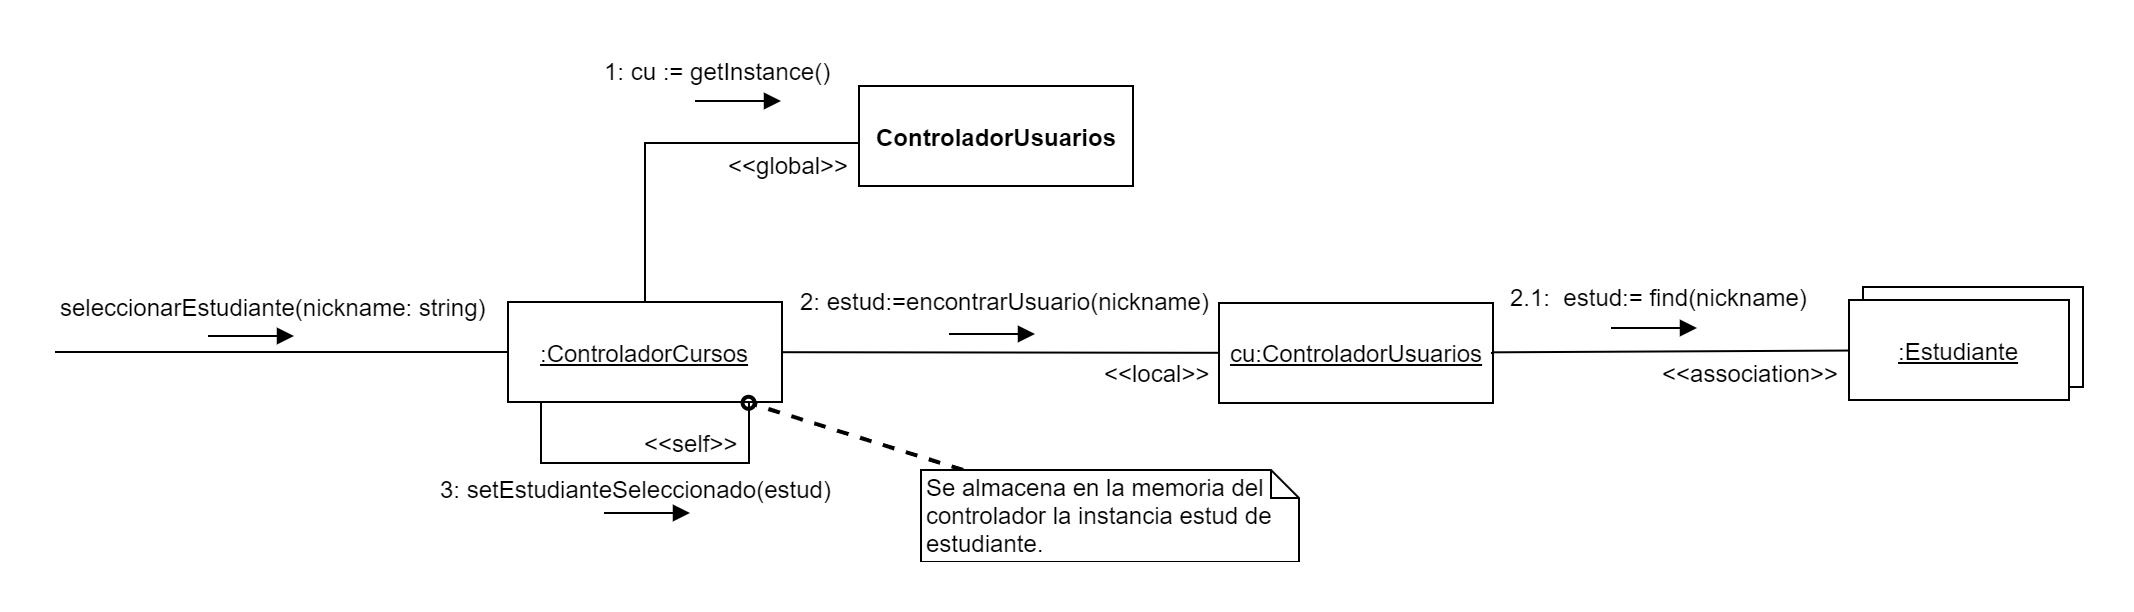 1: cu := getInstance()
ControladorUsuarios
<<global>>
seleccionarEstudiante(nickname: string)
:ControladorCursos
2: estud:=encontrarUsuario(nickname)
<<local>>
cu:ControladorUsuarios
2.1:  estud:= find(nickname)
<<association>>
:Estudiante
<<self>>
3: setEstudianteSeleccionado(estud)
Se almacena en la memoria del
controlador la instancia estud de
estudiante.